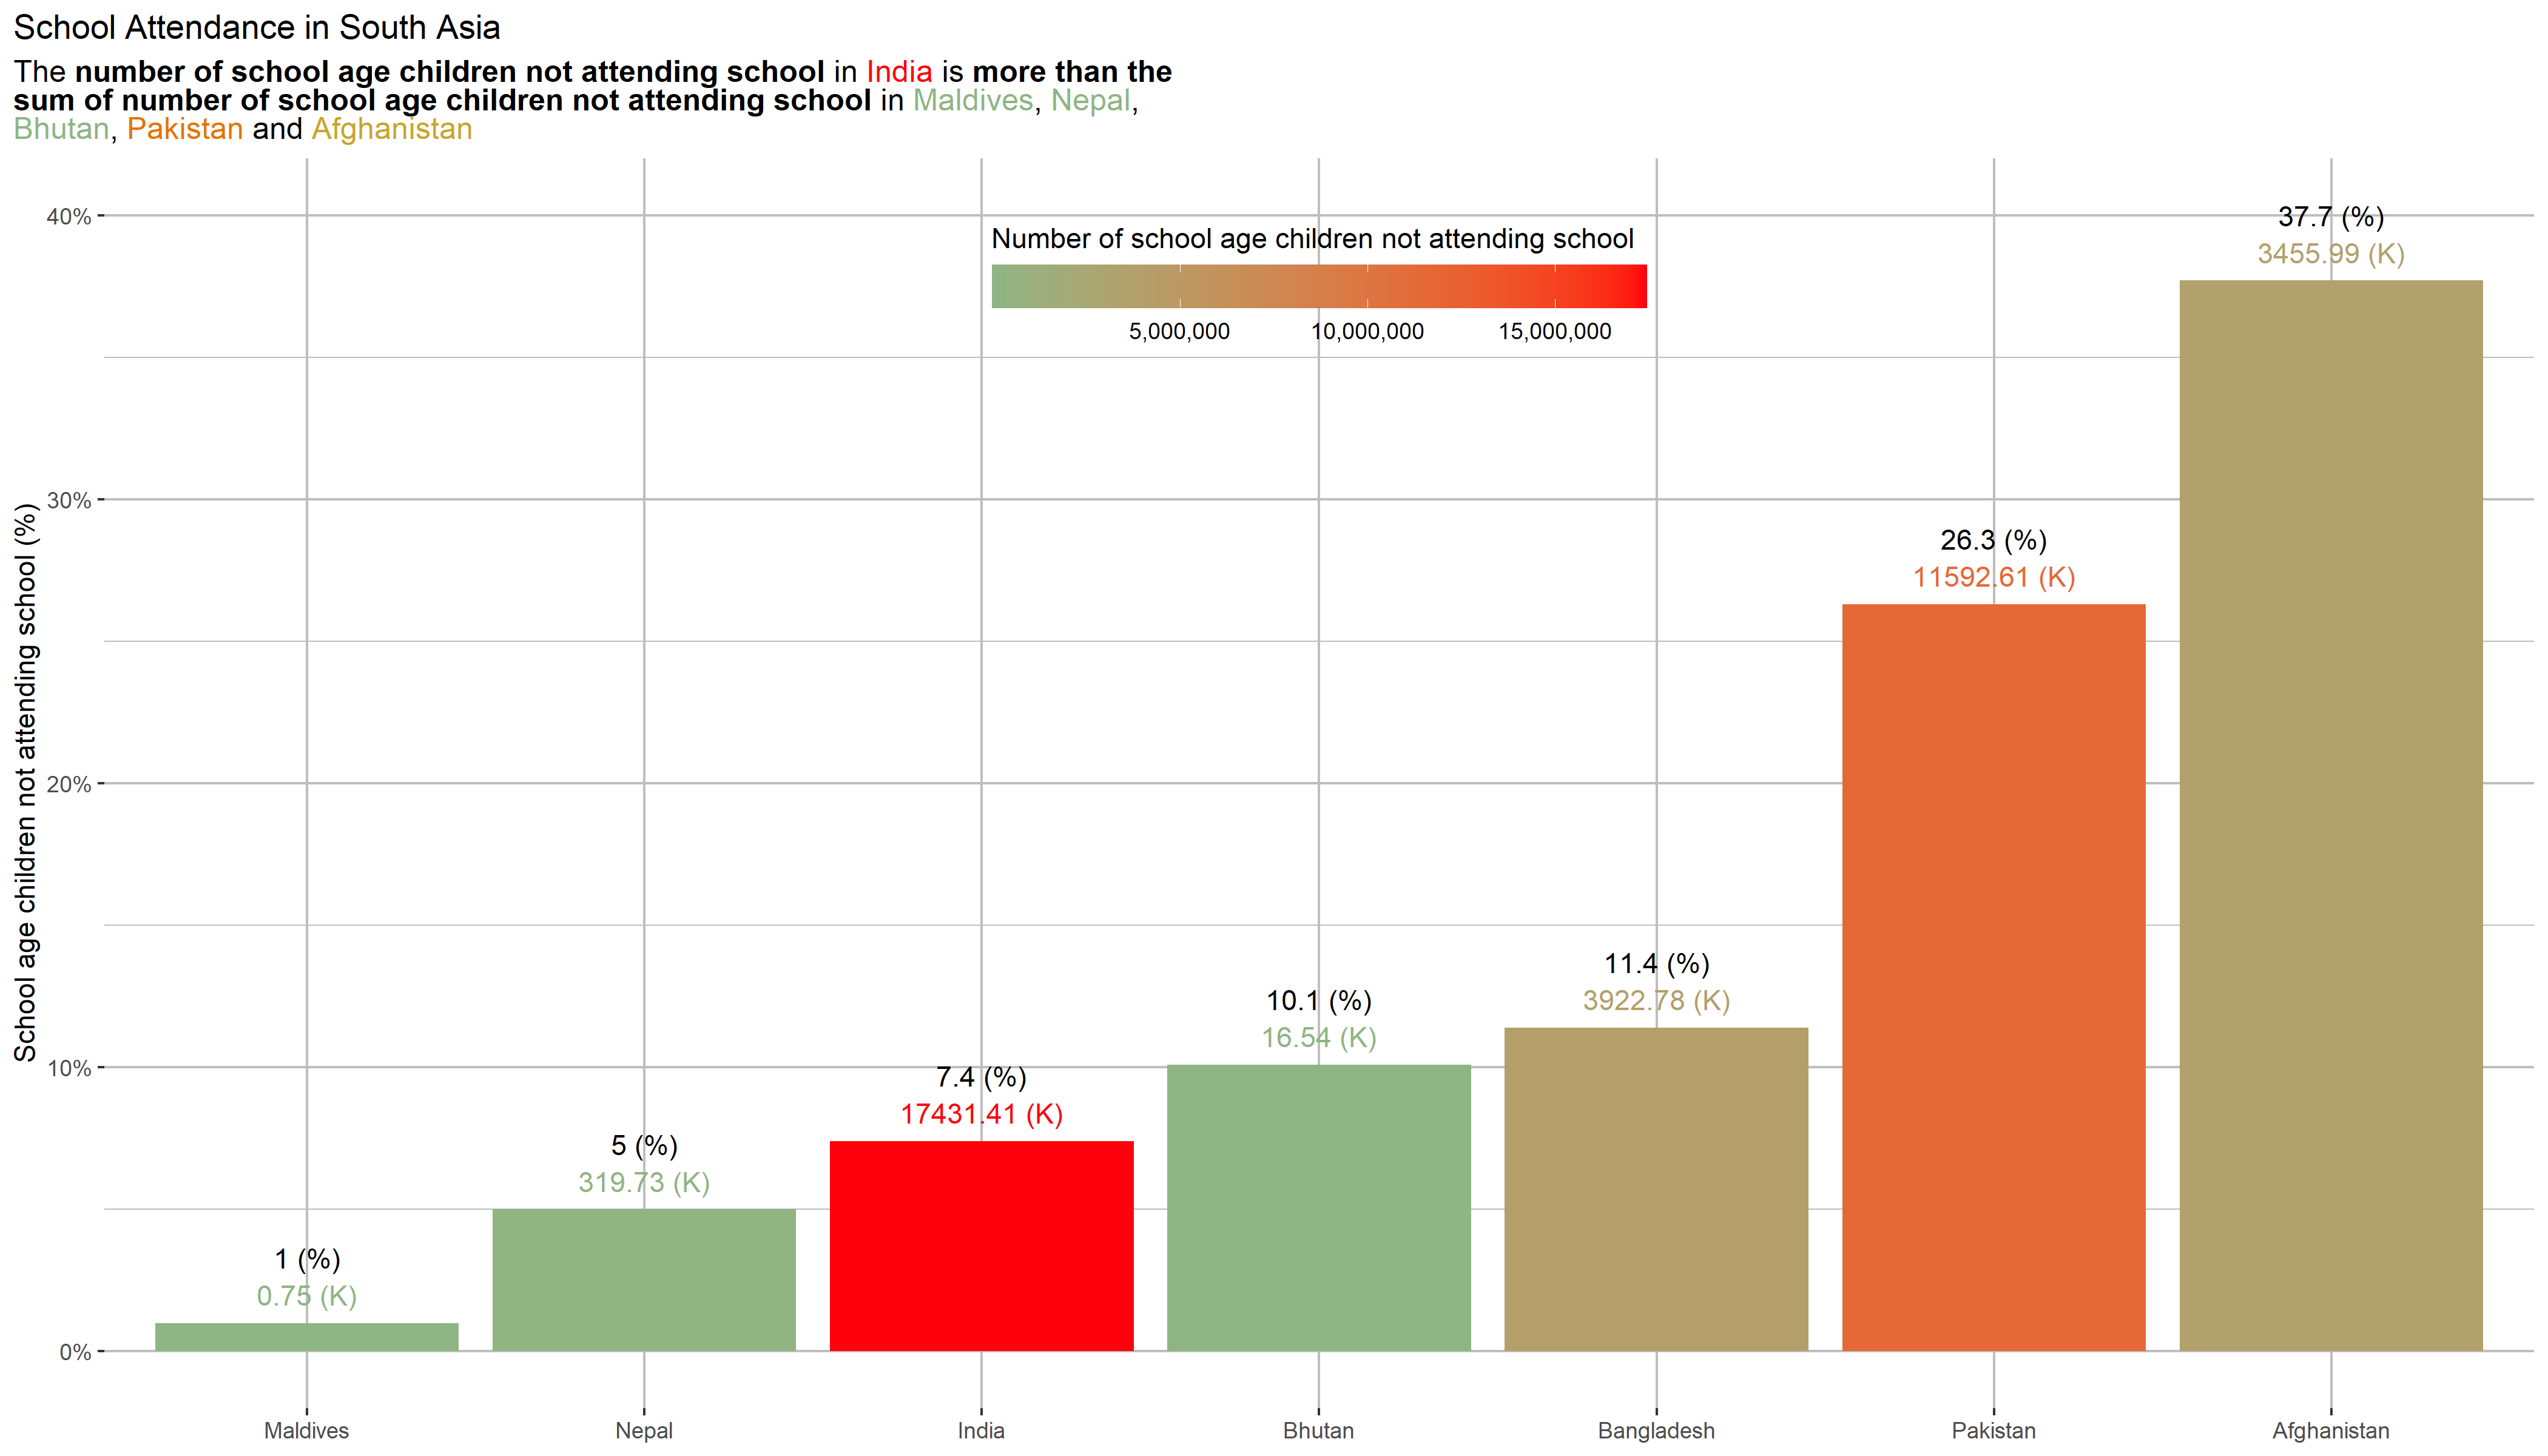 School Attendance in South Asia
The number of school age children not attending school in India is more than the
sum of number of school age children not attending school in Maldives, Nepal,
Bhutan, Pakistan and Afghanistan
School age children not attending school (%)
40%
30%
20%
10%
0%
Number of school age children not attending school
5,000,000
10,000,000
15,000,000
1 (%)
0.75 (K)
5 (%)
319.73 (K)
7.4 (%)
17431.41 (K)
10.1 (%)
16.54 (K)
11.4 (%)
3922.78 (K)
26.3 (%)
11592.61 (K)
37.7 (%)
3455.99 (K)
Maldives
Nepal
India
Bhutan
Bangladesh
Pakistan
Afghanistan